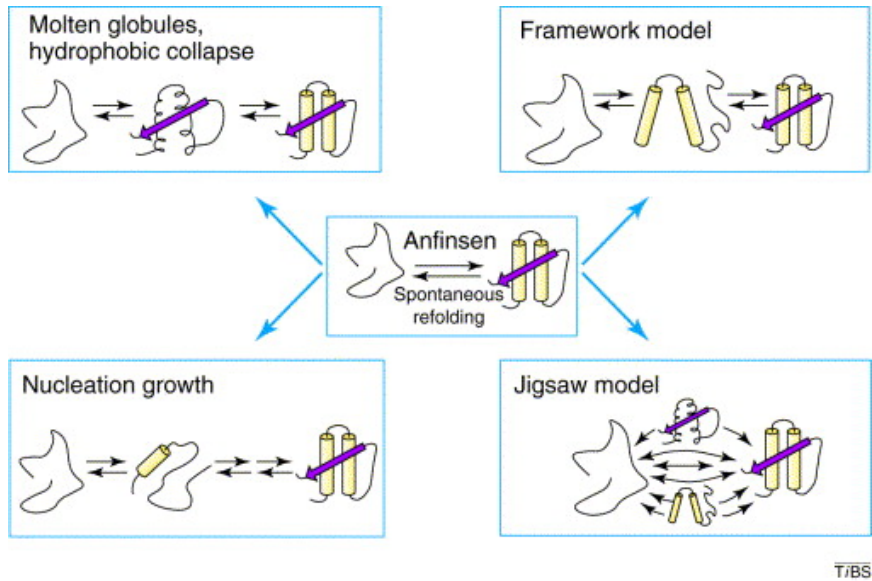 Molten globules,
hydrophobic collapse
Framework model
Anfinsen
Spontaneous
refolding
Nucleation growth
Jigsaw model
TiBS